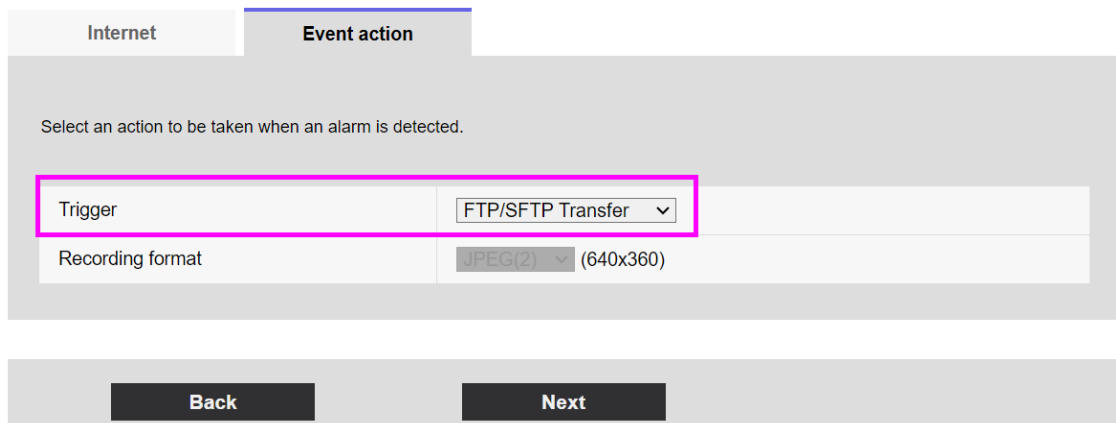 Internet
Event action
Select an action to be taken when an alarm is detected.
Trigger
FTP/SFTP Transfer
Recording format
JPEG(2) (640x360)
Back
Next